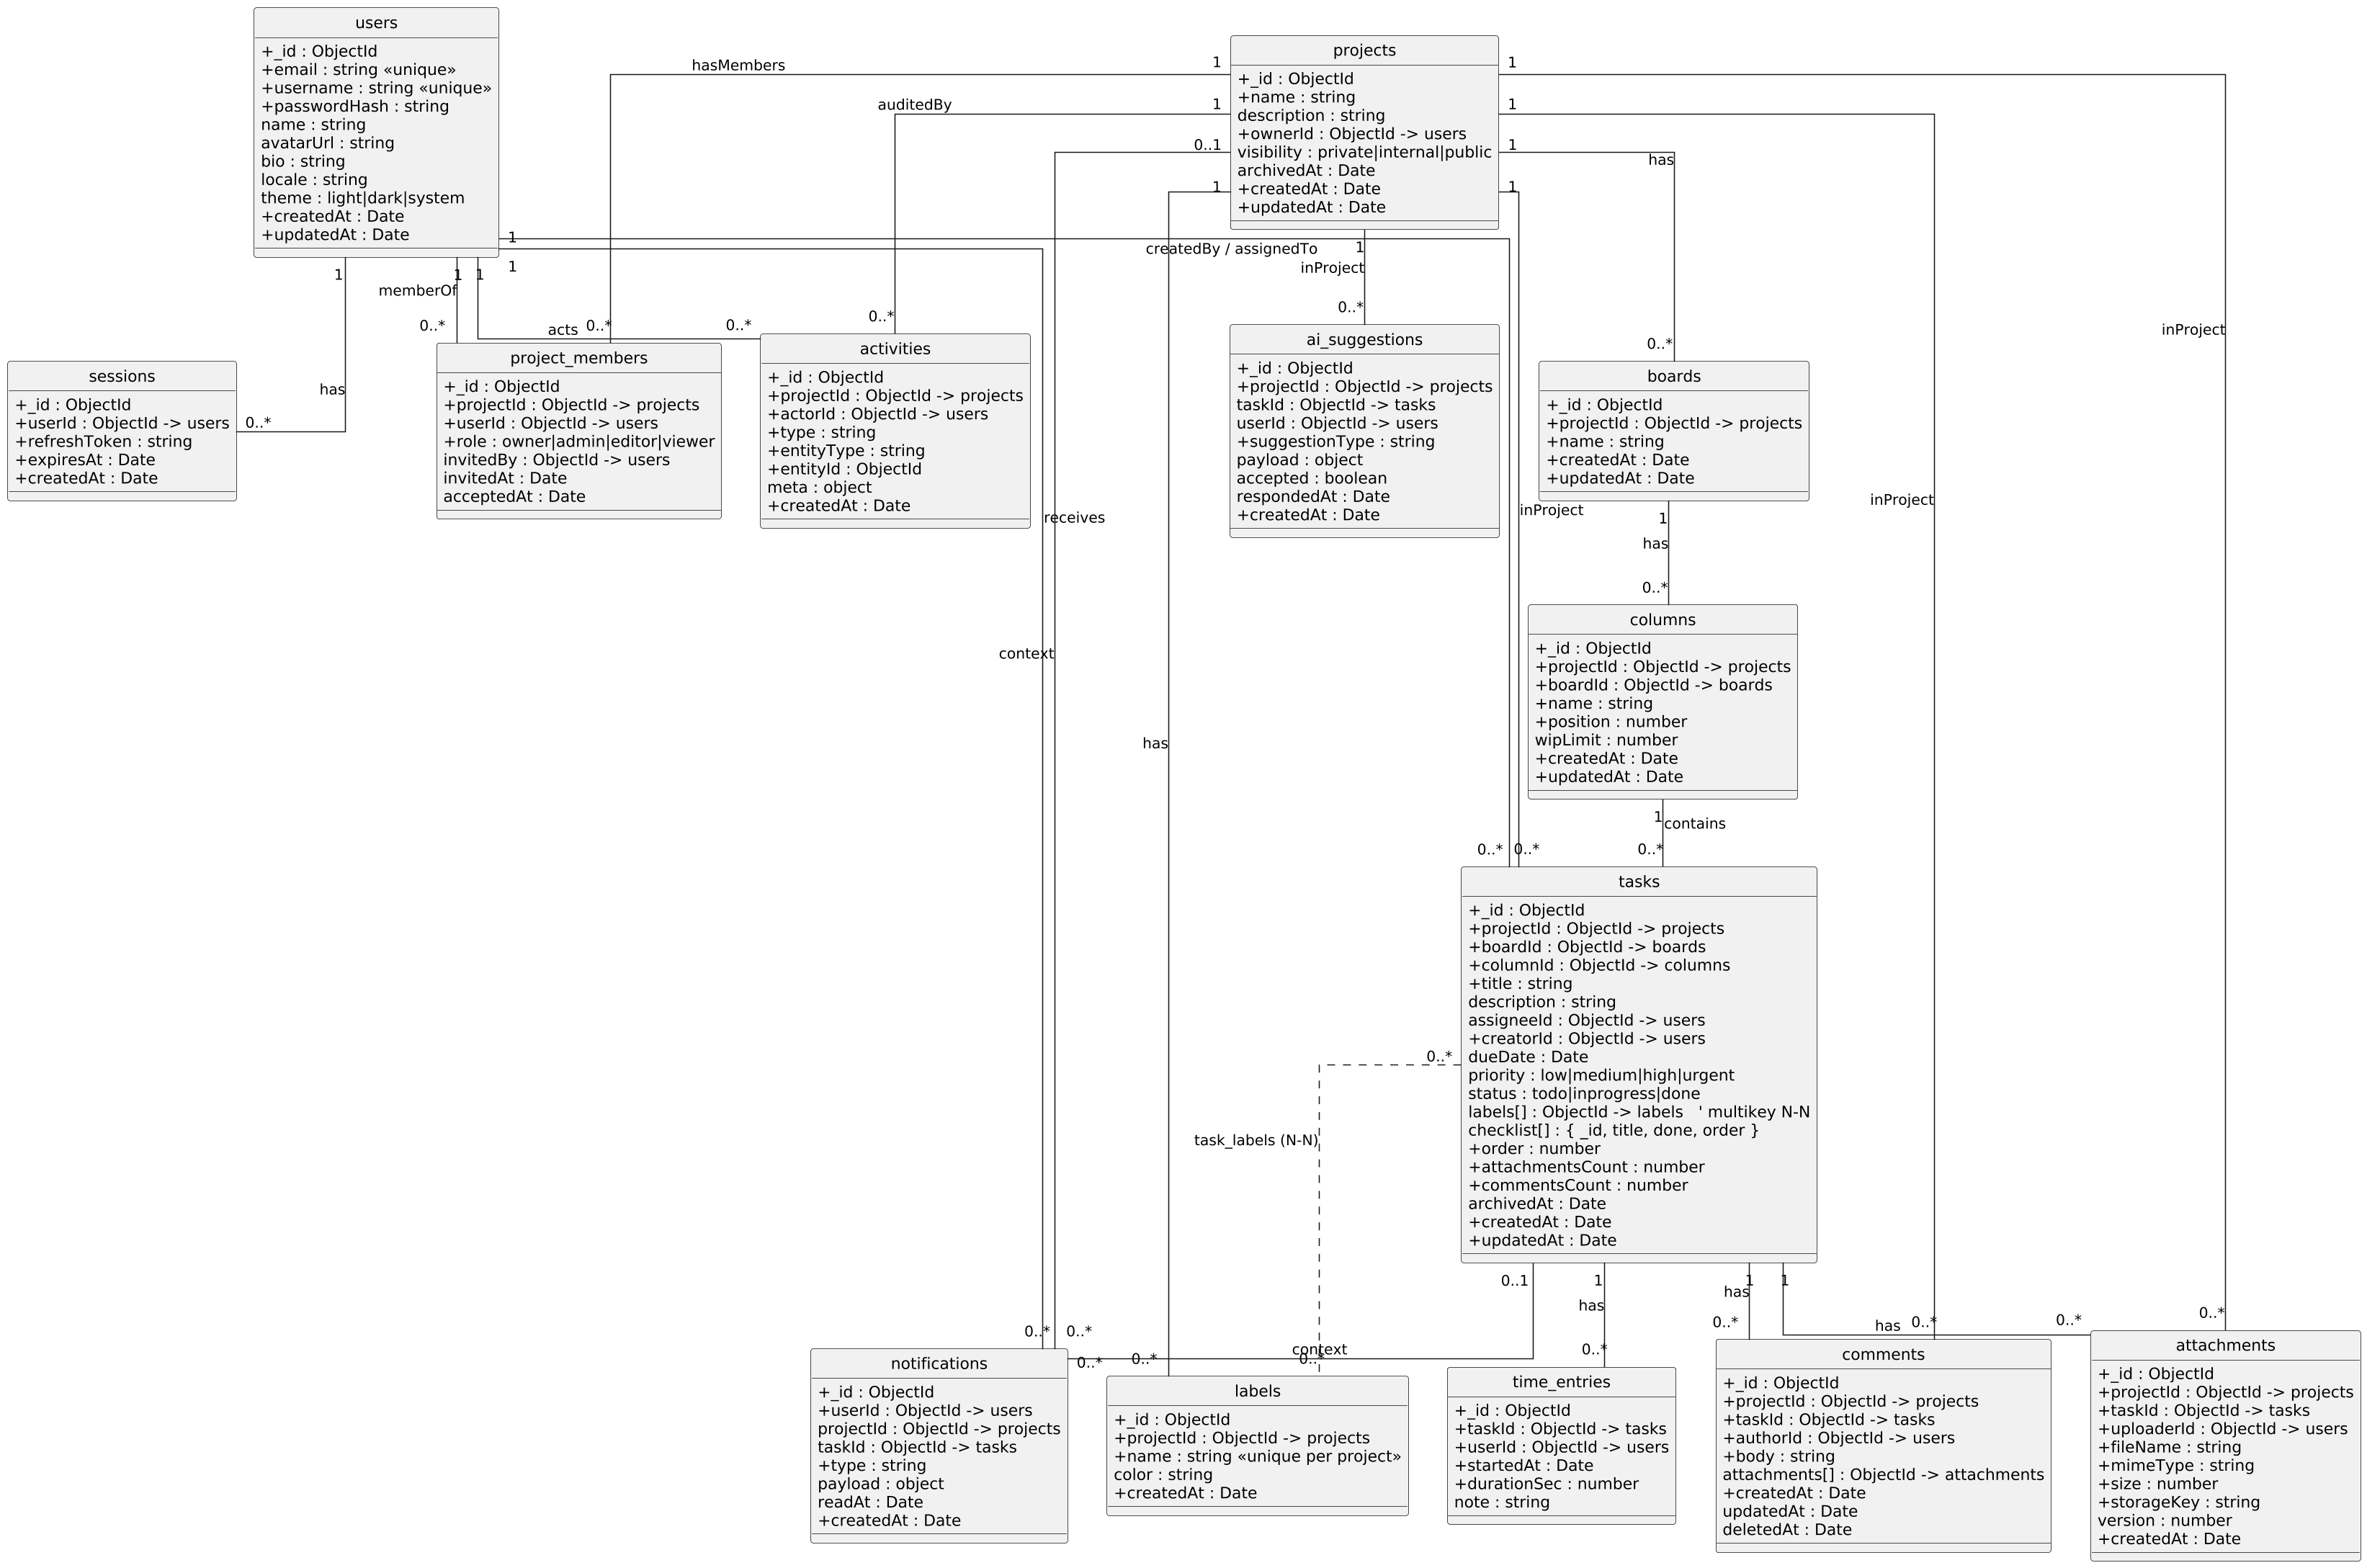 users
+_id : ObjectId
+email : string «unique»
+username : string «unique»
+passwordHash : string
name : string
avatarUrl : string
bio : string
locale : string
theme : light|dark|system
+createdAt : Date
+updatedAt : Date
projects
+_id : ObjectId
+name : string
description : string
+ownerId : ObjectId -> users
visibility : private|internal|public
archivedAt : Date
+createdAt : Date
+updatedAt : Date
hasMembers
1
1
auditedBy
1
1
0..1
1
has
1
1
1
createdBy / assignedTo
1
1
inProject
1
1
1
memberOf
0..*
acts
0..*
0..*
0..*
0..*
0..*
inProject
has
0..*
sessions
+_id : ObjectId
+userId : ObjectId -> users
+refreshToken : string
+expiresAt : Date
+createdAt : Date
project_members
+_id : ObjectId
+projectId : ObjectId -> projects
+userId : ObjectId -> users
+role : owner|admin|editor|viewer
invitedBy : ObjectId -> users
invitedAt : Date
acceptedAt : Date
activities
+_id : ObjectId
+projectId : ObjectId -> projects
+actorId : ObjectId -> users
+type : string
+entityType : string
+entityId : ObjectId
meta : object
+createdAt : Date
ai_suggestions
+_id : ObjectId
+projectId : ObjectId -> projects
taskId : ObjectId -> tasks
userId : ObjectId -> users
+suggestionType : string
payload : object
accepted : boolean
respondedAt : Date
+createdAt : Date
boards
+_id : ObjectId
+projectId : ObjectId -> projects
+name : string
+createdAt : Date
+updatedAt : Date
receives
inProject
inProject
1
has
0..*
columns
+_id : ObjectId
+projectId : ObjectId -> projects
+boardId : ObjectId -> boards
+name : string
+position : number
wipLimit : number
+createdAt : Date
+updatedAt : Date
context
has
1
contains
0..*
0..*
0..*
tasks
+_id : ObjectId
+projectId : ObjectId -> projects
+boardId : ObjectId -> boards
+columnId : ObjectId -> columns
+title : string
description : string
assigneeId : ObjectId -> users
+creatorId : ObjectId -> users
dueDate : Date
priority : low|medium|high|urgent
status : todo|inprogress|done
labels[] : ObjectId -> labels   ' multikey N-N
checklist[] : { _id, title, done, order }
+order : number
+attachmentsCount : number
+commentsCount : number
archivedAt : Date
+createdAt : Date
+updatedAt : Date
0..*
task_labels (N-N)
0..1
1
has
1
has
1
0..*
0..*
0..*
0..*
0..*
context
0..*
0..*
has
0..*
0..*
0..*
notifications
+_id : ObjectId
+userId : ObjectId -> users
projectId : ObjectId -> projects
taskId : ObjectId -> tasks
+type : string
payload : object
readAt : Date
+createdAt : Date
labels
+_id : ObjectId
+projectId : ObjectId -> projects
+name : string «unique per project»
color : string
+createdAt : Date
time_entries
+_id : ObjectId
+taskId : ObjectId -> tasks
+userId : ObjectId -> users
+startedAt : Date
+durationSec : number
note : string
comments
+_id : ObjectId
+projectId : ObjectId -> projects
+taskId : ObjectId -> tasks
+authorId : ObjectId -> users
+body : string
attachments[] : ObjectId -> attachments
+createdAt : Date
updatedAt : Date
deletedAt : Date
attachments
+_id : ObjectId
+projectId : ObjectId -> projects
+taskId : ObjectId -> tasks
+uploaderId : ObjectId -> users
+fileName : string
+mimeType : string
+size : number
+storageKey : string
version : number
+createdAt : Date